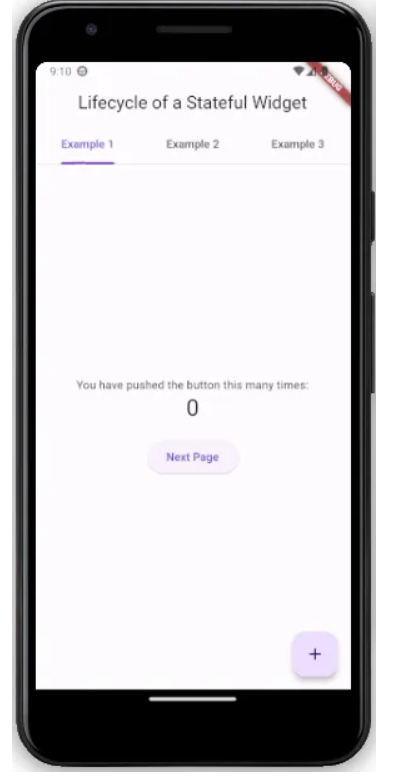 9:10
DEBUG
Lifecycle of a Stateful Widget
Example 1 Example 2 Example 3
You have pushed the button this many times:
0
Next Page
+